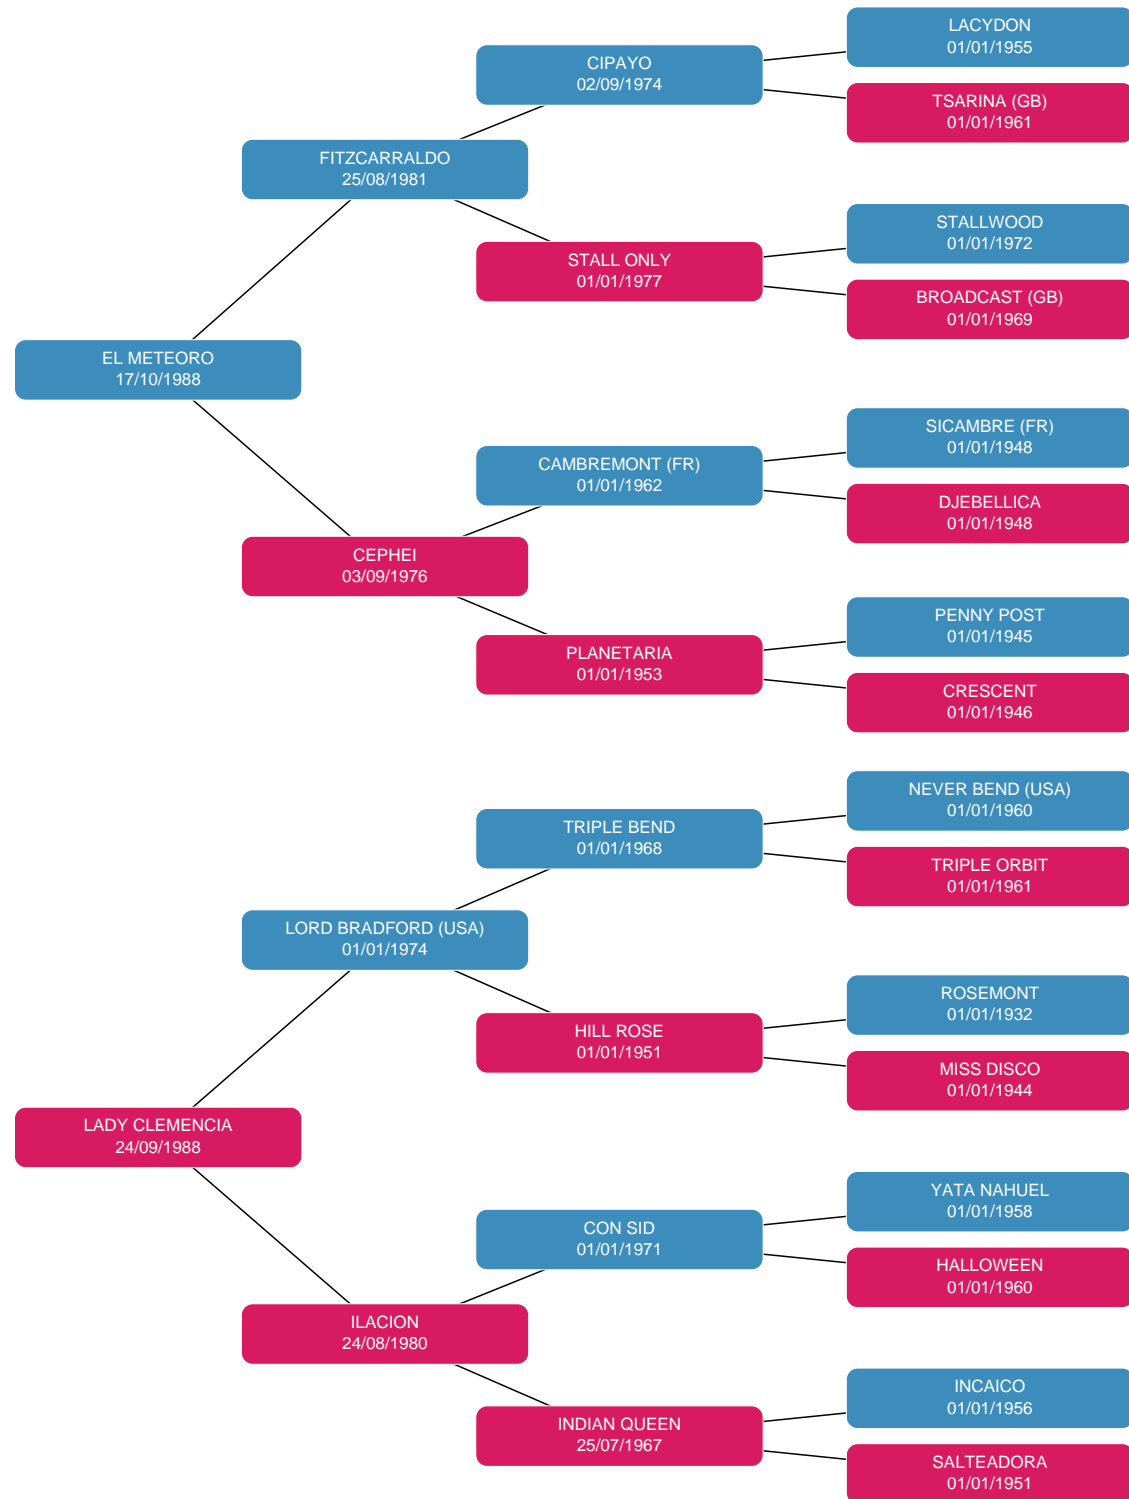 LACYDON
01/01/1955
CIPAYO
02/09/1974
TSARINA (GB)
01/01/1961
FITZCARRALDO
25/08/1981
STALLWOOD
01/01/1972
STALL ONLY
01/01/1977
BROADCAST (GB)
01/01/1969
EL METEORO
17/10/1988
SICAMBRE (FR)
01/01/1948
CAMBREMONT (FR)
01/01/1962
DJEBELLICA
01/01/1948
CEPHEI
03/09/1976
PENNY POST
01/01/1945
PLANETARIA
01/01/1953
CRESCENT
01/01/1946
NEVER BEND (USA)
01/01/1960
TRIPLE BEND
01/01/1968
TRIPLE ORBIT
01/01/1961
LORD BRADFORD (USA)
01/01/1974
ROSEMONT
01/01/1932
HILL ROSE
01/01/1951
MISS DISCO
01/01/1944
LADY CLEMENCIA
24/09/1988
YATA NAHUEL
01/01/1958
CON SID
01/01/1971
HALLOWEEN
01/01/1960
ILACION
24/08/1980
INCAICO
01/01/1956
INDIAN QUEEN
25/07/1967
SALTEADORA
01/01/1951